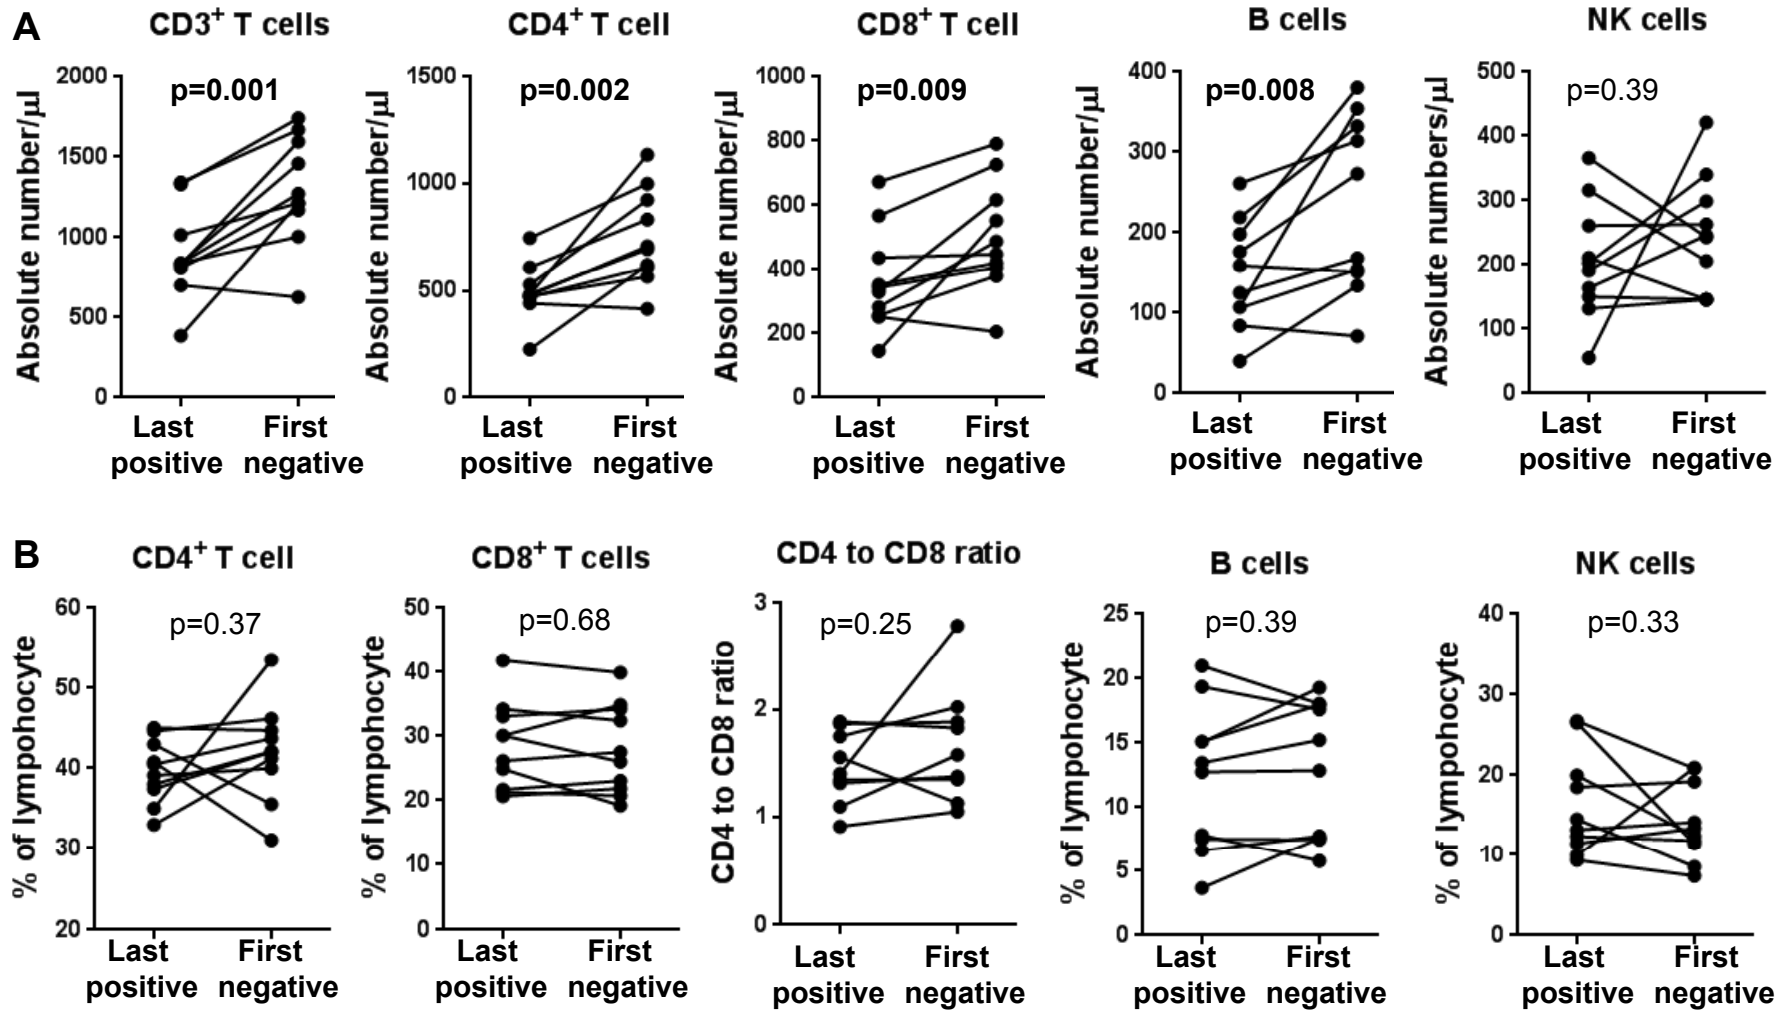 A
CD3+ T cells
p=0.001
Absolute number/µl
2000
1500
1000
500
0
Last positive
First negative
CD4+ T cell
p=0.002
Absolute number/µl
1500
1000
500
0
Last positive
First negative
CD8+ T cell
p=0.009
Absolute number/µl
1000
800
600
400
200
0
Last positive
First negative
B cells
p=0.008
Absolute number/µl
400
300
200
100
0
Last positive
First negative
NK cells
p=0.39
Absolute numbers/µl
500
400
300
200
100
0
Last positive
First negative
B
CD4+ T cell
p=0.37
% of lympohocyte
60
50
40
30
20
Last positive
First negative
CD8+ T cells
p=0.68
% of lympohocyte
50
40
30
20
10
0
Last positive
First negative
CD4 to CD8 ratio
p=0.25
CD4 to CD8 ratio
3
2
1
0
Last positive
First negative
B cells
p=0.39
% of lympohocyte
25
20
15
10
5
0
Last positive
First negative
NK cells
p=0.33
% of lympohocyte
40
30
20
10
0
Last positive
First negative